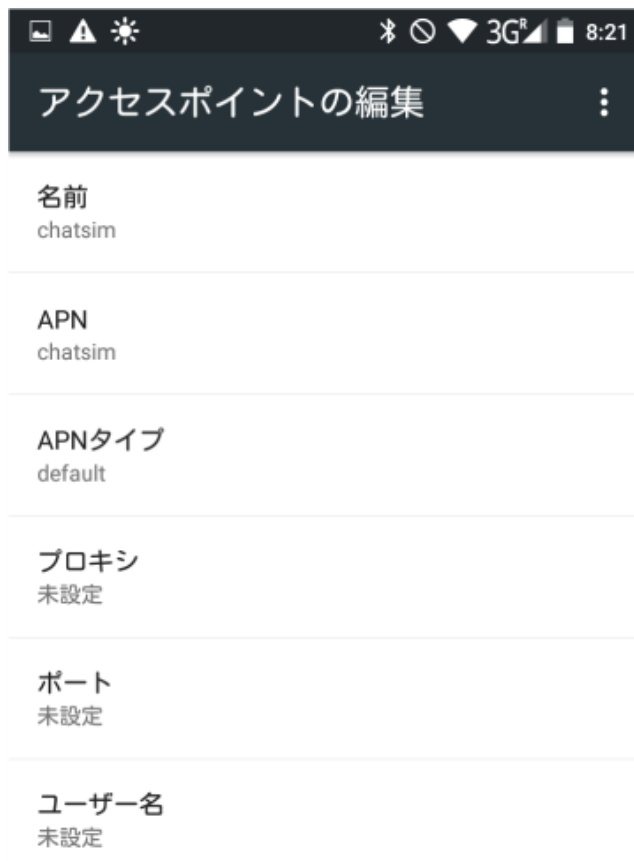 3G R 8:21
アクセスポイントの編集
名前
chatsim
APN
chatsim
APNタイプ
default
プロキシ
未設定
ポート
未設定
ユーザー名
未設定